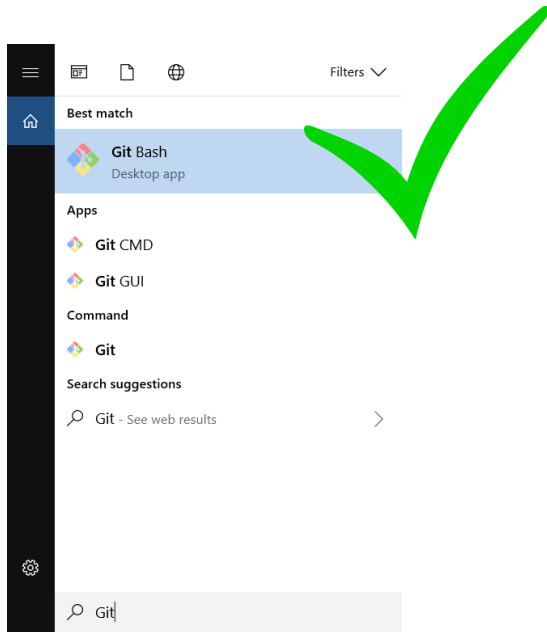 Filters
Best match
Git Bash
Desktop app
Apps
Git CMD
Git GUI
Command
Git
Search suggestions
Git - See web results
Git